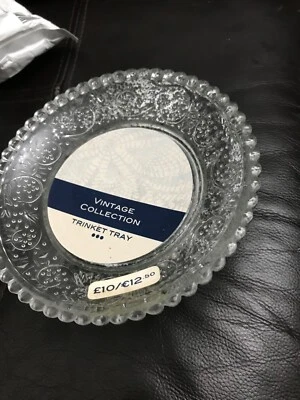 VINTAGE
COLLECTION
TRINKET TRAY
£10/€12.50